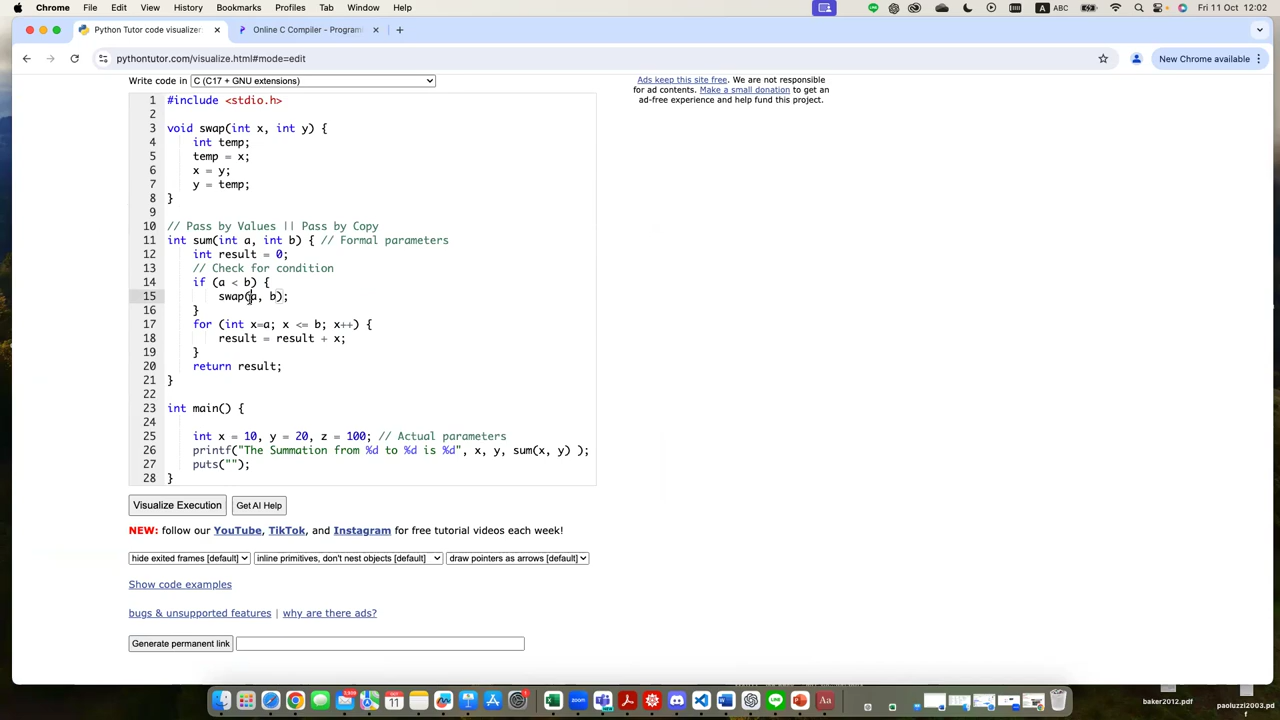 Chrome File Edit View History Bookmarks Profiles Tab Window Help
ABC Fri 11 Oct 12:02
Python Tutor code visualizer: Online C Compiler - Programi
pythontutor.com/visualize.html#mode=edit New Chrome available
Write code in C (C17 + GNU extensions)
Ads keep this site free. We are not responsible
for ad contents. Make a small donation to get an
ad-free experience and help fund this project.
1 #include <stdio.h>
2
3 void swap(int x, int y) {
4 int temp;
5 temp = x;
6 x = y;
7 y = temp;
8 }
9
10 // Pass by Values || Pass by Copy
11 int sum(int a, int b) { // Formal parameters
12 int result = 0;
13 // Check for condition
14 if (a < b) {
15 swap(a, b);
16 }
17 for (int x=a; x <= b; x++) {
18 result = result + x;
19 }
20 return result;
21 }
22
23 int main() {
24
25 int x = 10, y = 20, z = 100; // Actual parameters
26 printf("The Summation from %d to %d is %d", x, y, sum(x, y) );
27 puts("");
28 }
Visualize Execution Get AI Help
NEW: follow our YouTube, TikTok, and Instagram for free tutorial videos each week!
hide exited frames [default] inline primitives, don't nest objects [default] draw pointers as arrows [default]
Show code examples
bugs & unsupported features | why are there ads?
Generate permanent link
baker2012.pdf
paoluzzi2003.p
df